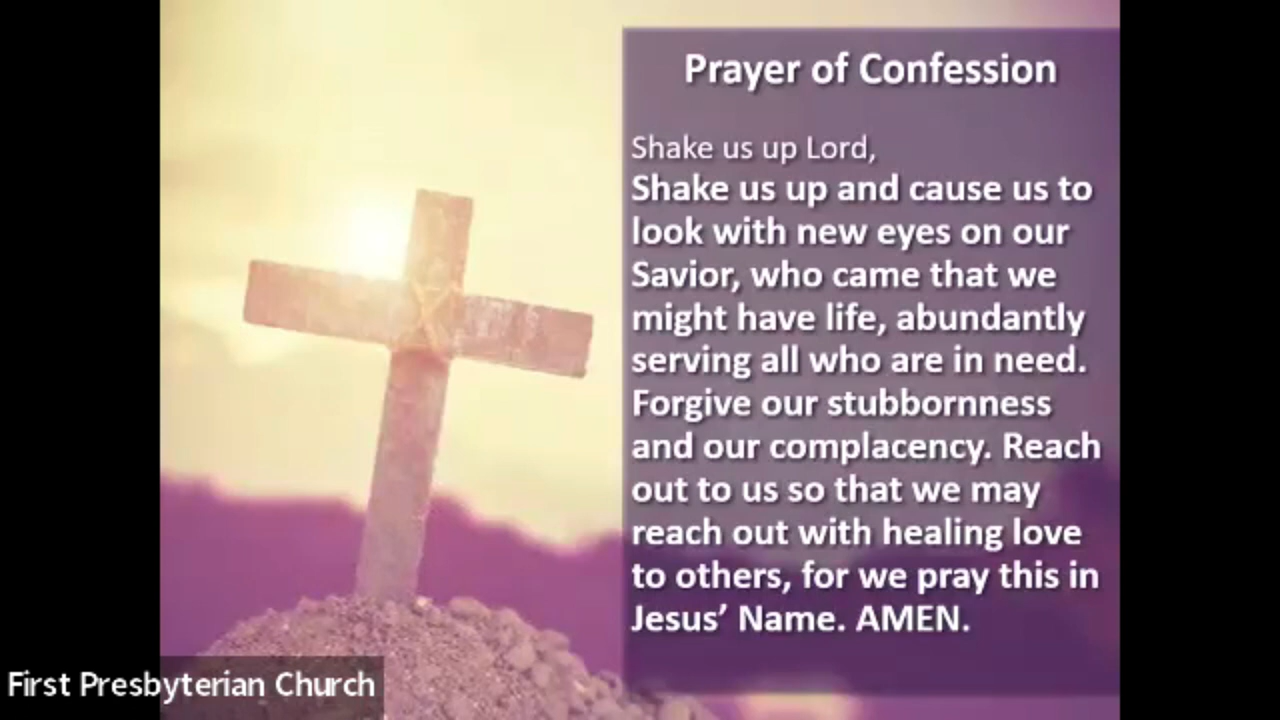 Prayer of Confession
Shake us up Lord,
Shake us up and cause us to
look with new eyes on our
Savior, who came that we
might have life, abundantly
serving all who are in need.
Forgive our stubbornness
and our complacency. Reach
out to us so that we may
reach out with healing love
to others, for we pray this in
Jesus’ Name. AMEN.
First Presbyterian Church